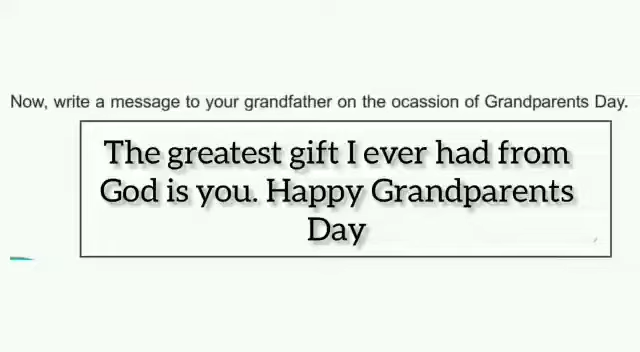 Now, write a message to your grandfather on the ocassion of Grandparents Day.
The greatest gift I ever had from
God is you. Happy Grandparents
Day